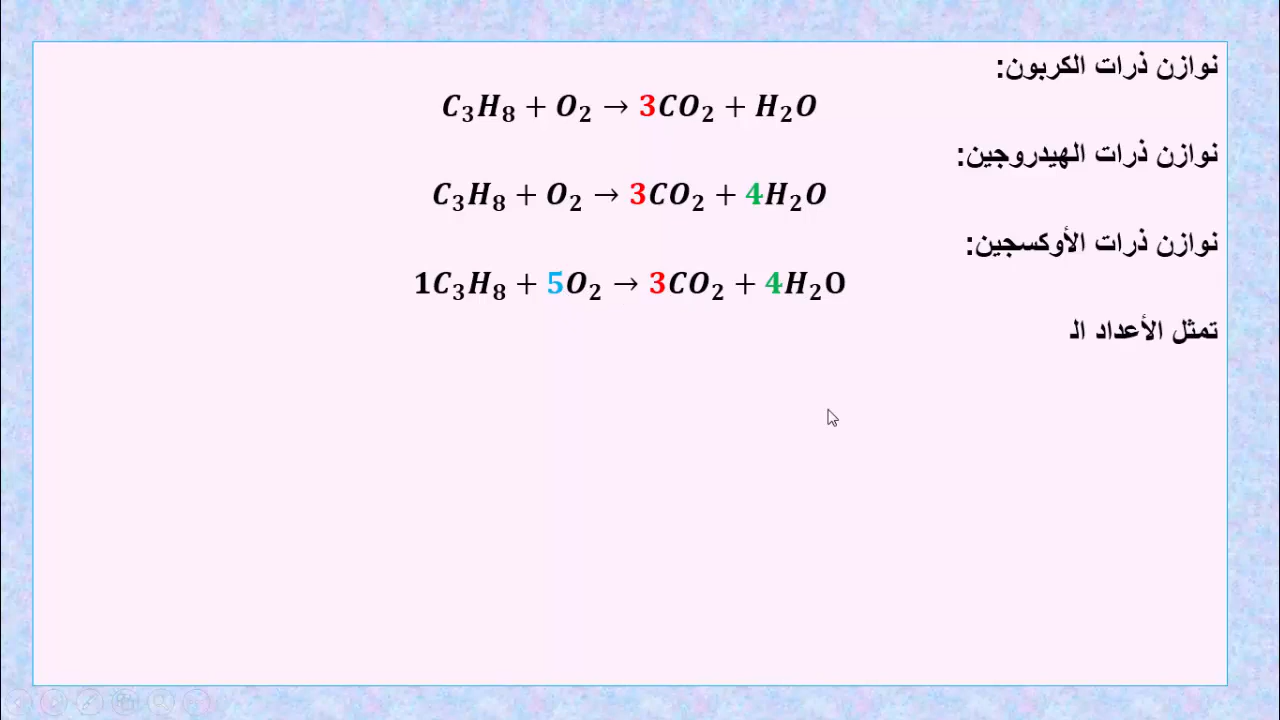 نوازن ذرات الكربون:
C₃H₈ + O₂ → 3CO₂ + H₂O
نوازن ذرات الهيدروجين:
C₃H₈ + O₂ → 3CO₂ + 4H₂O
نوازن ذرات الأوكسجين:
1C₃H₈ + 5O₂ → 3CO₂ + 4H₂O
تمثل الأعداد الـ